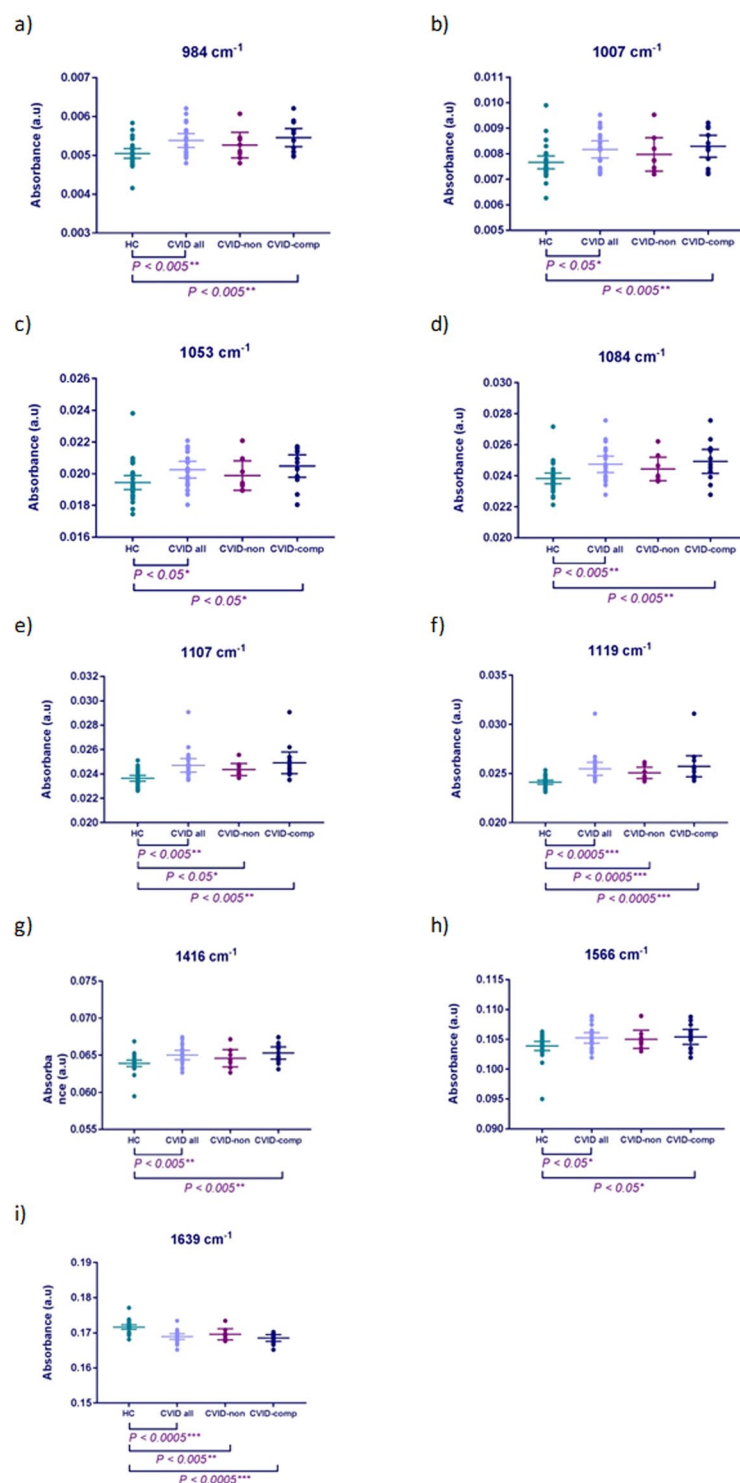 a)
984 cm-1
Absorbance (a.u)
0.007
0.006
0.005
0.004
0.003
HC CVID all CVID-non CVID-comp
P < 0.005**
P < 0.005**
b)
1007 cm-1
Absorbance (a.u)
0.011
0.010
0.009
0.008
0.007
0.006
0.005
HC CVID all CVID-non CVID-comp
P < 0.05*
P < 0.005**
c)
1053 cm-1
Absorbance (a.u)
0.026
0.024
0.022
0.020
0.018
0.016
HC CVID all CVID-non CVID-comp
P < 0.05*
P < 0.05*
d)
1084 cm-1
Absorbance (a.u)
0.030
0.028
0.026
0.024
0.022
0.020
HC CVID all CVID-non CVID-comp
P < 0.005**
P < 0.005**
e)
1107 cm-1
Absorbance (a.u)
0.032
0.030
0.028
0.026
0.024
0.022
0.020
HC CVID all CVID-non CVID-comp
P < 0.005**
P < 0.05*
P < 0.005**
f)
1119 cm-1
Absorbance (a.u)
0.035
0.030
0.025
0.020
HC CVID all CVID-non CVID-comp
P < 0.0005***
P < 0.0005***
P < 0.0005***
g)
1416 cm-1
Absorba
nce (a.u)
0.075
0.070
0.065
0.060
0.055
HC CVID all CVID-non CVID-comp
P < 0.005**
P < 0.005**
h)
1566 cm-1
Absorbance (a.u)
0.115
0.110
0.105
0.100
0.095
0.090
HC CVID all CVID-non CVID-comp
P < 0.05*
P < 0.05*
i)
1639 cm-1
Absorbance (a.u)
0.19
0.18
0.17
0.16
0.15
HC CVID all CVID-non CVID-comp
P < 0.0005***
P < 0.005**
P < 0.0005***